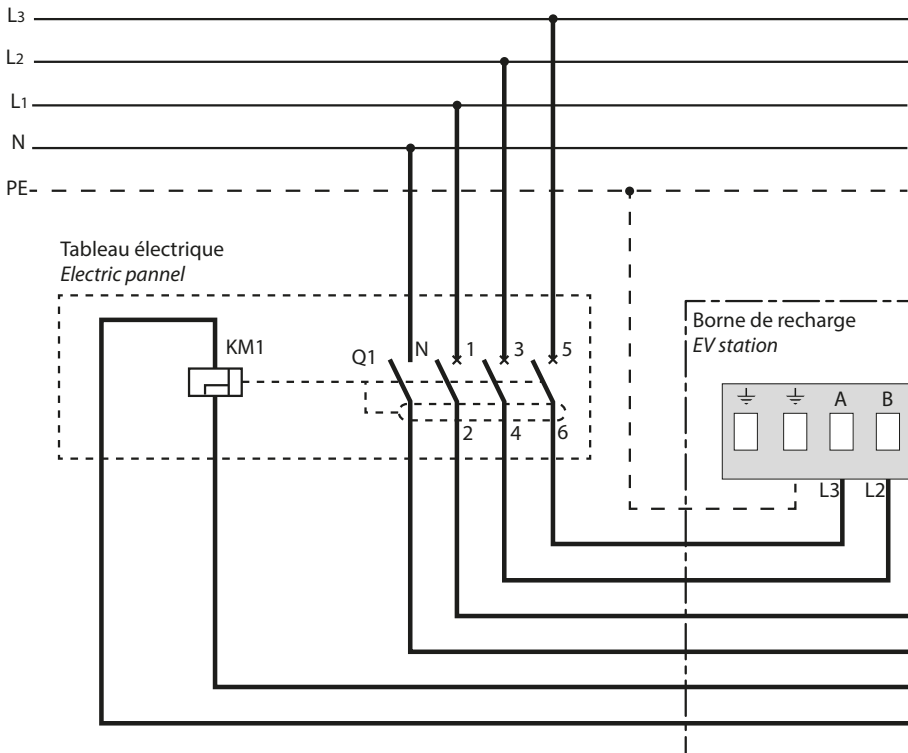 L3
L2
L1
N
PE
Tableau électrique
Electric pannel
KM1
Q1
N
1
3
5
2
4
6
Borne de recharge
EV station
A
B
L3
L2